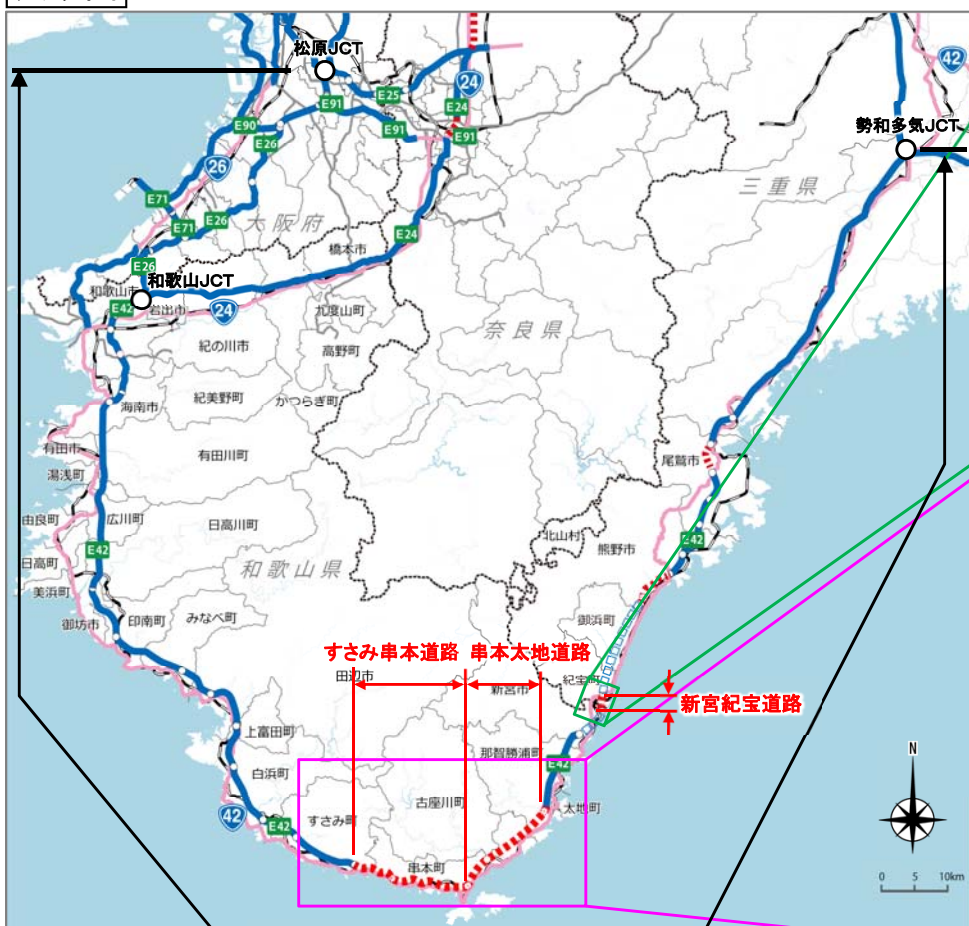 松原JCT
42
24
E91
E25
E24
E90
E26
E91
E91
勢和多気JCT
26
三重県
E71
大阪府
E71
E26
E24
橋本市
E26
和歌山JCT
和歌山市
E42
岩出市
24
九度山町
奈良県
紀の川市
高野町
紀美野町
かつらぎ町
海南市
有田市
有田川町
尾鷲市
湯浅町
由良町
広川町
日高川町
北山村
熊野市
E42
E42
日高町
和歌山県
美浜町
御坊市
印南町
みなべ町
御浜町
すさみ串本道路
串本太地道路
田辺市
紀宝町
新宮市
新宮紀宝道路
上富田町
那智勝浦町
N
白浜町
E42
古座川町
太地町
42
E42
すさみ町
串本町
0 5 10km